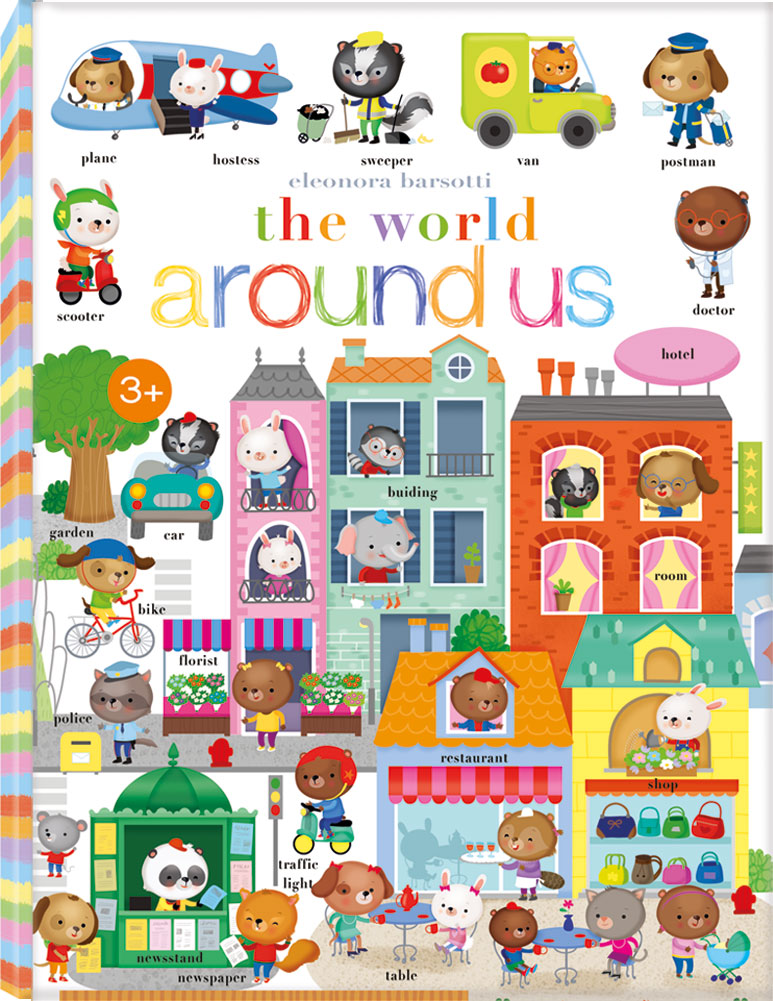 plane
hostess
sweeper
van
postman
eleonora barsotti
the world
around us
scooter
doctor
hotel
3+
buiding
garden
car
room
bike
florist
police
restaurant
shop
traffic
light
newsstand
newspaper
table